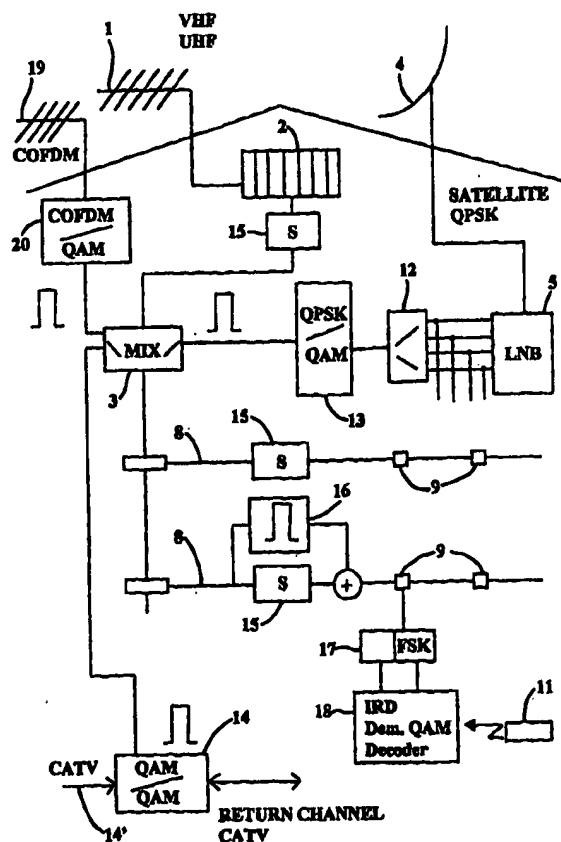 1
VHF
UHF
19
4
2
COFDM
COFDM
QAM
20
15
S
SATELLITE
QPSK
12
5
MIX
3
QPSK
QAM
13
LNB
8
15
S
9
16
8
S
15
+
9
17
FSK
18
IRD
Dem. QAM
Decoder
11
14
CATV
QAM
QAM
14'
RETURN CHANNEL
CATV